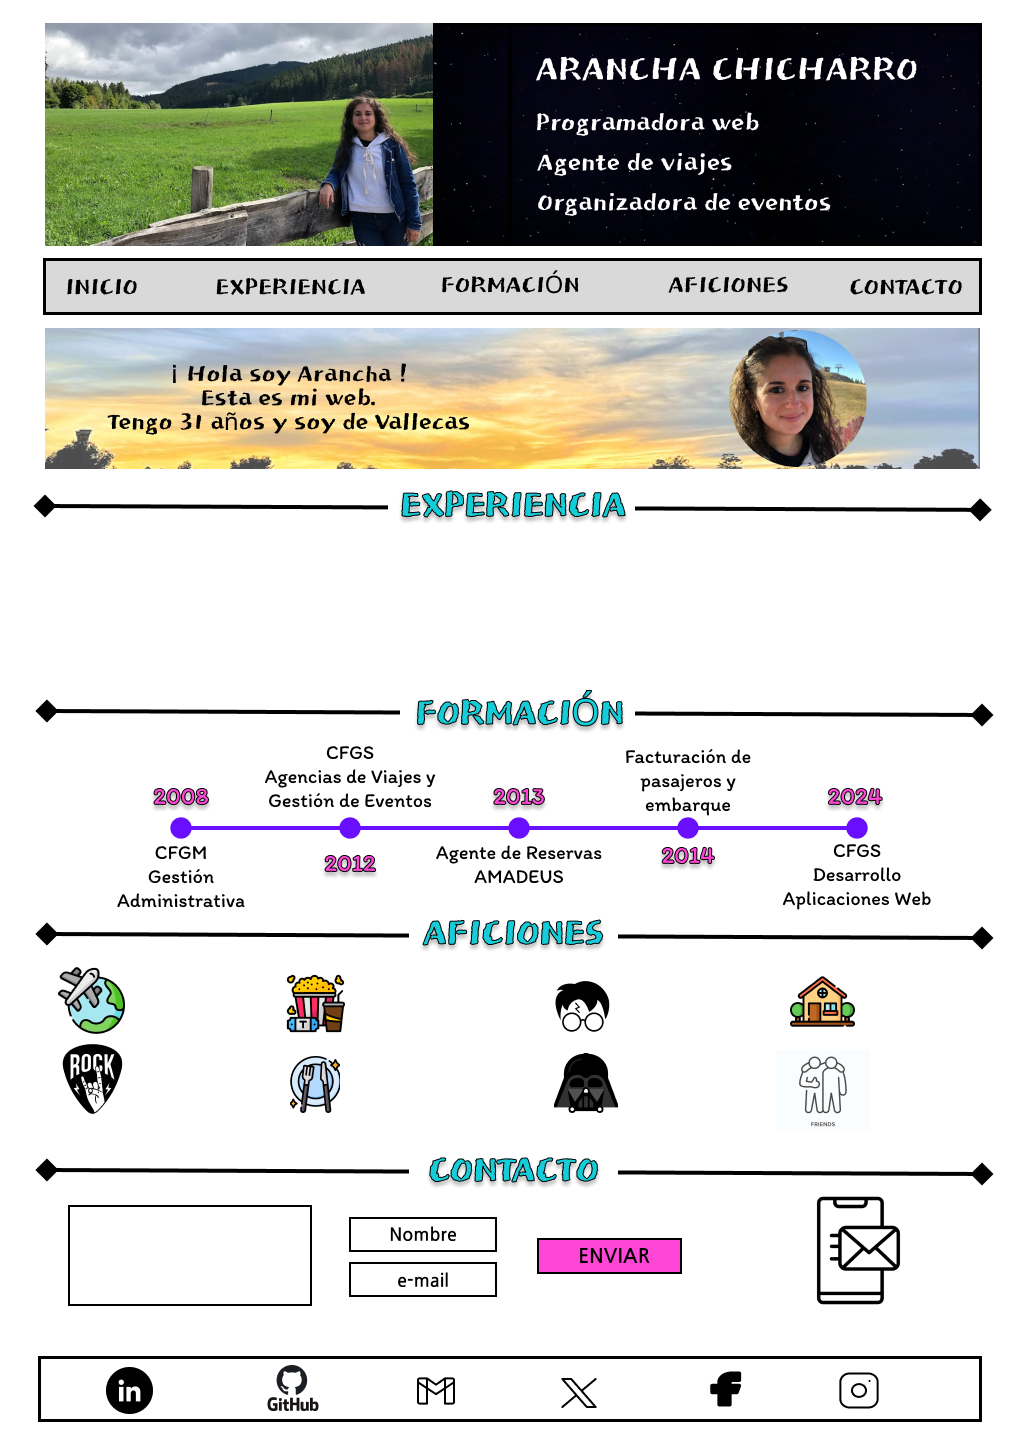 ARANCHA CHICHARRO
Programadora web
Agente de viajes
Organizadora de eventos
INICIO
EXPERIENCIA
FORMACIÓN
AFICIONES
CONTACTO
¡ Hola soy Arancha !
Esta es mi web.
Tengo 31 años y soy de Vallecas
EXPERIENCIA
FORMACIÓN
2008
CFGM
Gestión
Administrativa
CFGS
Agencias de Viajes y
Gestión de Eventos
2012
2013
Agente de Reservas
AMADEUS
Facturación de
pasajeros y
embarque
2014
2024
CFGS
Desarrollo
Aplicaciones Web
AFICIONES
T
ROCK
FRIENDS
CONTACTO
Nombre
e-mail
ENVIAR
in
GitHub